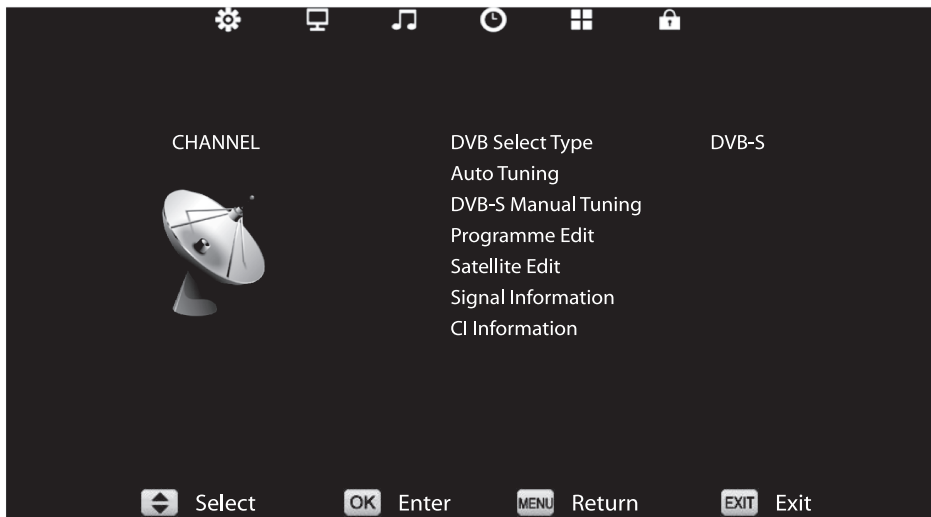 CHANNEL
DVB Select Type DVB-S
Auto Tuning
DVB-S Manual Tuning
Programme Edit
Satellite Edit
Signal Information
CI Information
Select OK Enter MENU Return EXIT Exit